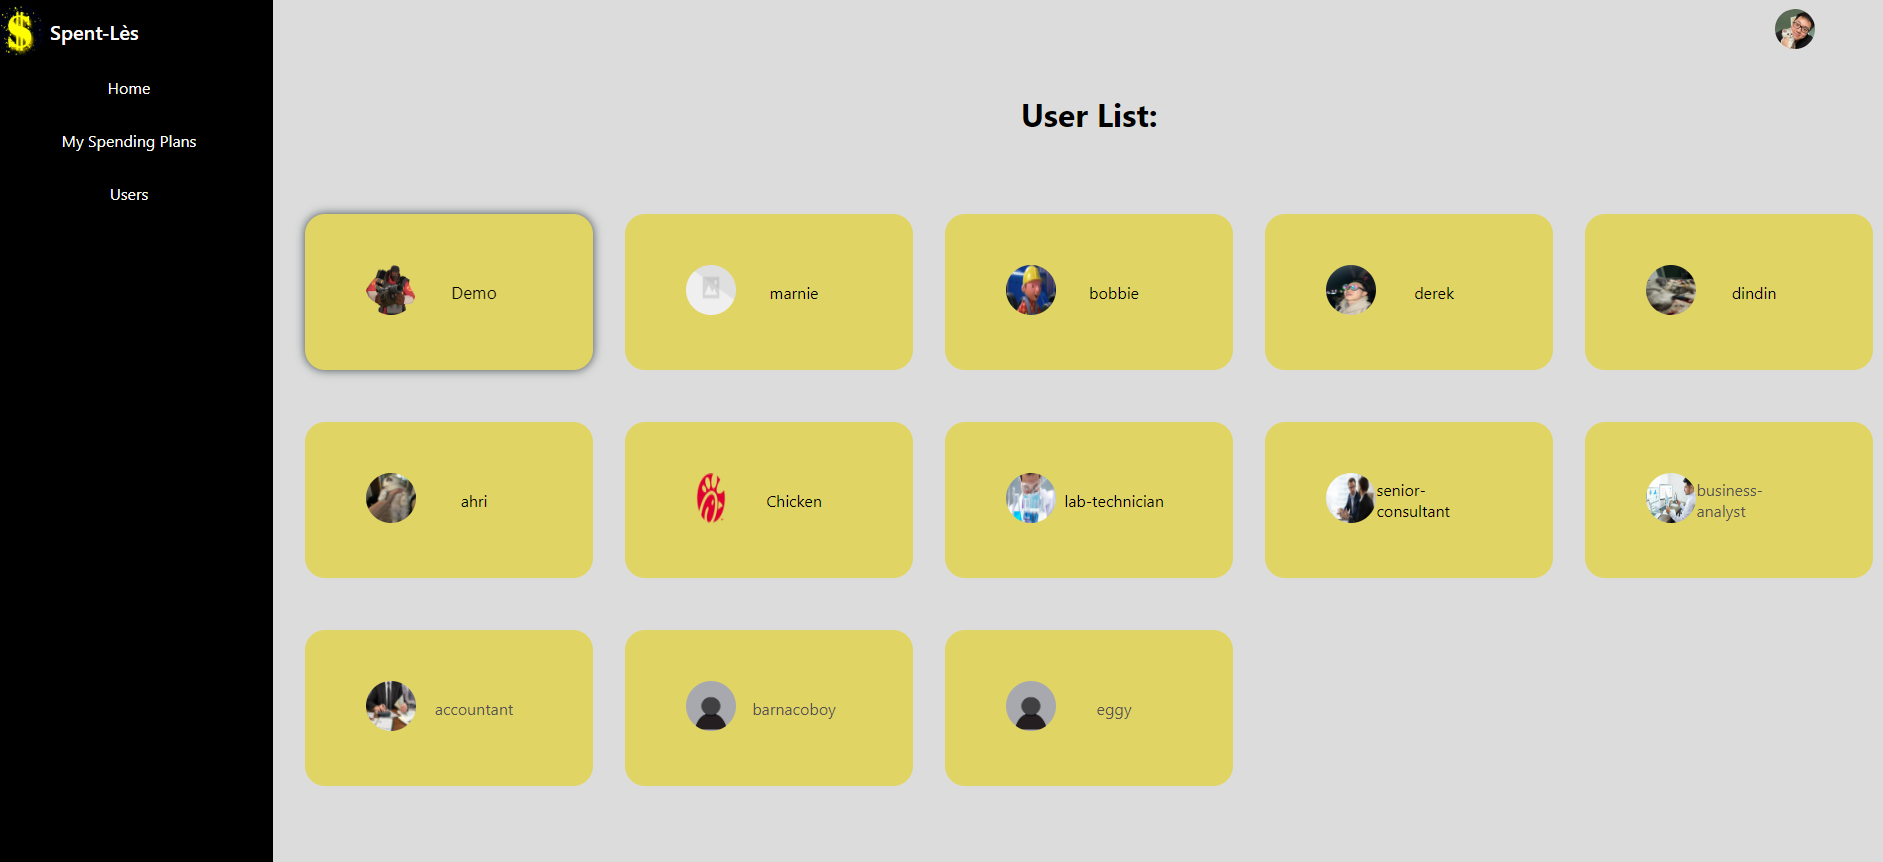 Spent-Lès
Home
My Spending Plans
Users
User List:
Demo
marnie
bobbie
derek
dindin
ahri
Chicken
lab-technician
senior-
consultant
business-
analyst
accountant
barnacoboy
eggy